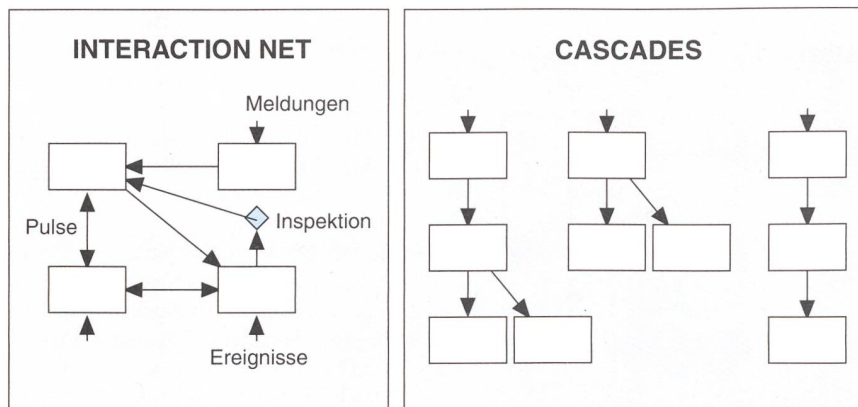 INTERACTION NET
Meldungen
Pulse
Inspektion
Ereignisse
CASCADES